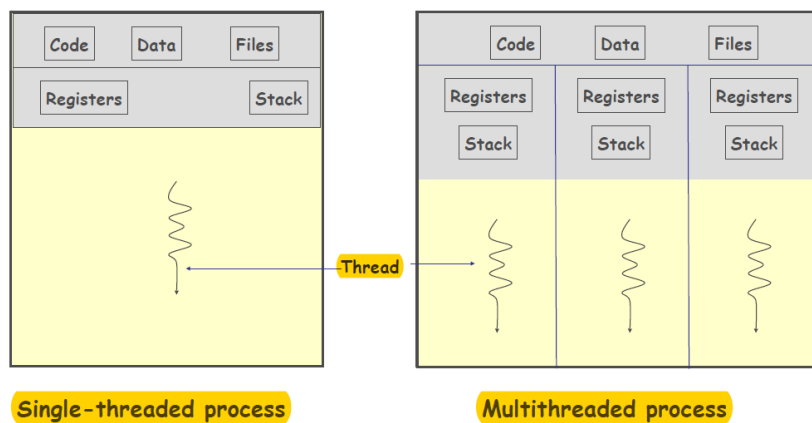 Code Data Files
Registers Stack
Code Data Files
Registers Registers Registers
Stack Stack Stack
Thread
Single-threaded process
Multithreaded process